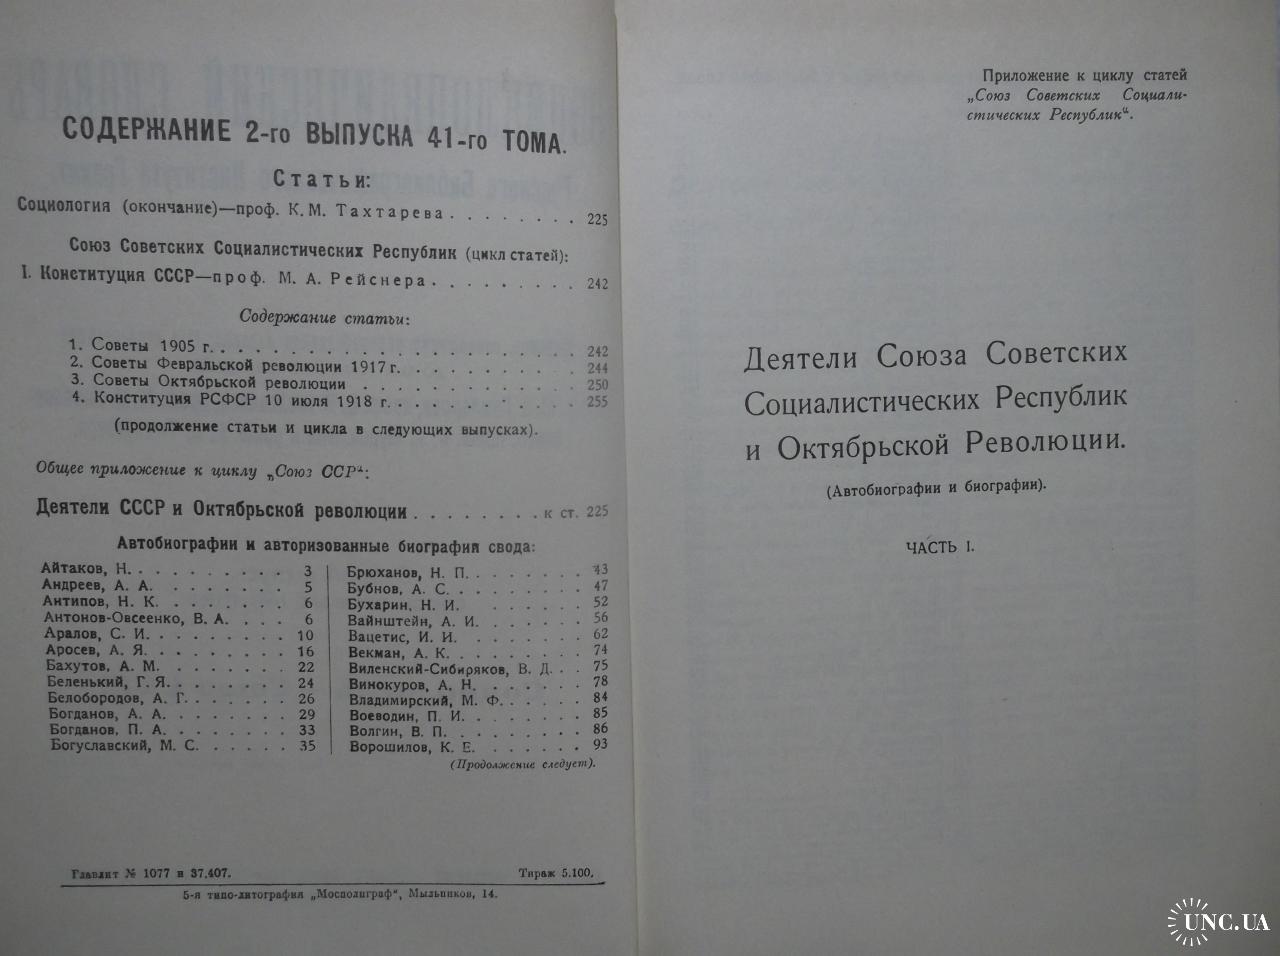 СОДЕРЖАНИЕ 2-го ВЫПУСКА 41-го ТОМА.
Статьи:
Социология (окончание)—проф. К. М. Тахтарева . . . . . . . . 225
Союз Советских Социалистических Республик (цикл статей):
I. Конституция СССР—проф. М. А. Рейснера . . . . . . . . . 242
Содержание статьи:
1. Советы 1905 г. . . . . . . . . . . . . . . . . . . . . 242
2. Советы Февральской революции 1917 г. . . . . . . . . . 244
3. Советы Октябрьской революции . . . . . . . . . . . . 250
4. Конституция РСФСР 10 июля 1918 г. . . . . . . . . . . 255
(продолжение статьи и цикла в следующих выпусках).
Общее приложение к циклу „Союз ССР“:
Деятели СССР и Октябрьской революции . . . . . . . . к ст. 225
Автобиографии и авторизованные биографии свода:
Айтаков, Н. . . . . . . . . . . 3
Андреев, А. А. . . . . . . . . 5
Антипов, Н. К. . . . . . . . . 6
Антонов-Овсеенко, В. А. . . . . 6
Аралов, С. И. . . . . . . . . . 10
Аросев, А. Я. . . . . . . . . . 16
Бахутов, А. М. . . . . . . . . 22
Беленький, Г. Я. . . . . . . . 24
Белобородов, А. Г. . . . . . . 26
Богданов, А. А. . . . . . . . . 29
Богданов, П. А. . . . . . . . . 33
Богуславский, М. С. . . . . . . 35
Брюханов, Н. П. . . . . . . . . 43
Бубнов, А. С. . . . . . . . . . 47
Бухарин, Н. И. . . . . . . . 52
Вайнштейн, А. И. . . . . . . . 56
Вацетис, И. И. . . . . . . . 62
Векман, А. К. . . . . . . . . . 74
Виленский-Сибиряков, В. Д. . . 75
Винокуров, А. Н. . . . . . . . 78
Владимирский, М. Ф. . . . . . . 84
Воеводин, П. И. . . . . . . . . 85
Волгин, В. П. . . . . . . . . . 86
Ворошилов, К. Е. . . . . . . . 93
(Продолжение следует).
Главлит № 1077 и 37.407. Тираж 5.100.
5-я типо-литография „Мосполиграф“, Мыльников, 14.
Приложение к циклу статей
„Союз Советских Социали-
стических Республик“.
Деятели Союза Советских
Социалистических Республик
и Октябрьской Революции.
(Автобиографии и биографии).
ЧАСТЬ I.
UNC.UA